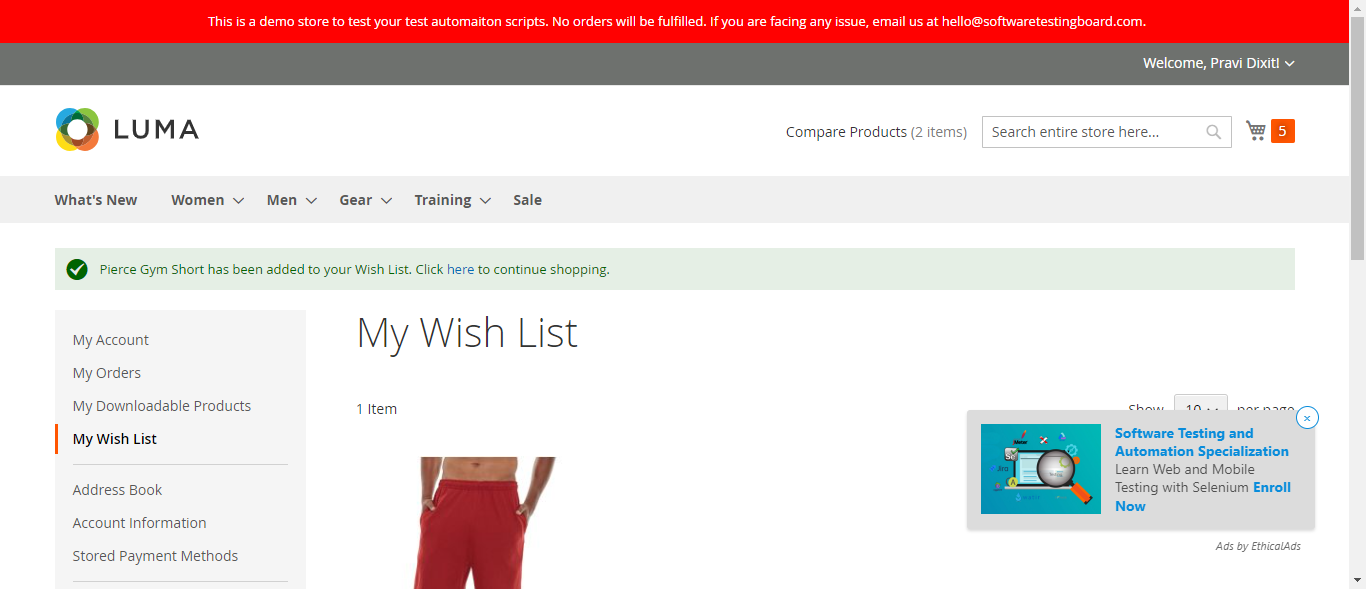 This is a demo store to test your test automaiton scripts. No orders will be fulfilled. If you are facing any issue, email us at hello@softwaretestingboard.com.
Welcome, Pravi Dixit!
LUMA
Compare Products (2 items)
Search entire store here...
5
What's New
Women
Men
Gear
Training
Sale
Pierce Gym Short has been added to your Wish List. Click here to continue shopping.
My Account
My Orders
My Downloadable Products
My Wish List
Address Book
Account Information
Stored Payment Methods
My Wish List
1 Item
Show 10 per page
Software Testing and
Automation Specialization
Learn Web and Mobile
Testing with Selenium Enroll
Now
Ads by EthicalAds